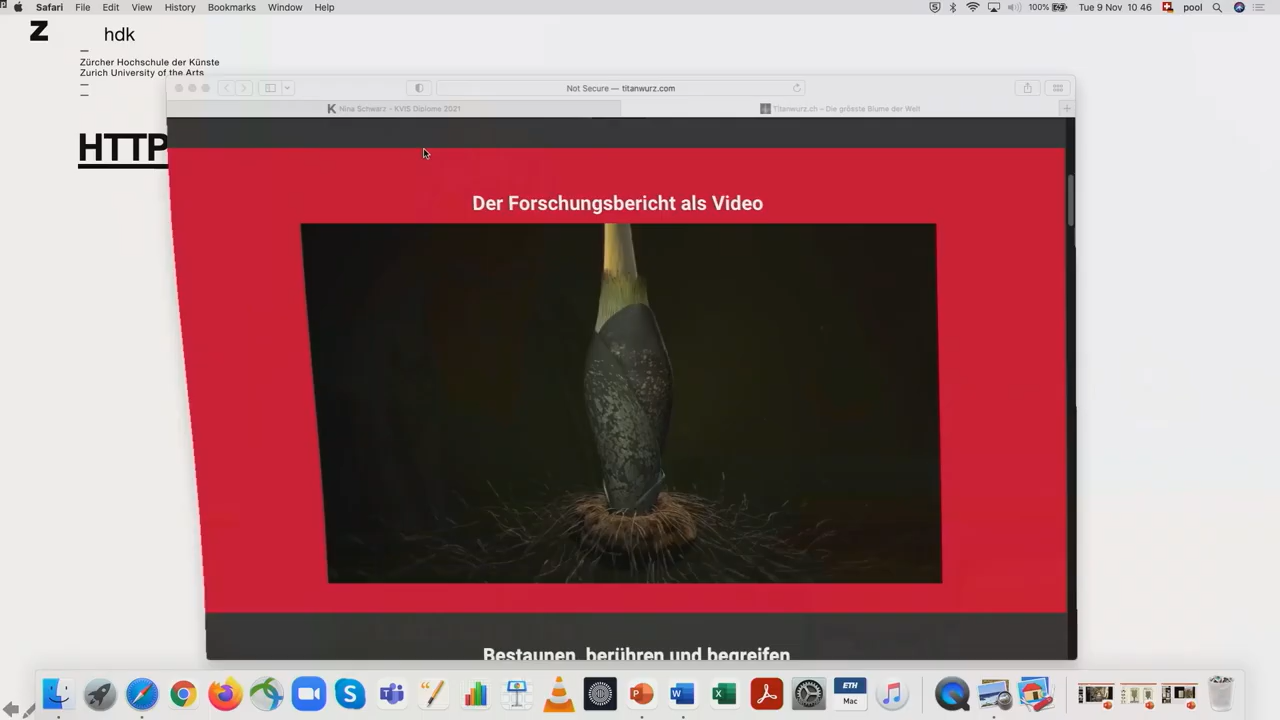 Safari File Edit View History Bookmarks Window Help
100% Tue 9 Nov 10 46 pool
Z hdk
Zürcher Hochschule der Künste
Zurich University of the Arts
Not Secure — titanwurz.com
K Nina Schwarz - KVIS Diplome 2021
Titanwurz.ch – Die grösste Blume der Welt
HTTP
Der Forschungsbericht als Video
Bestaunen, berühren und begreifen
ETH
Mac